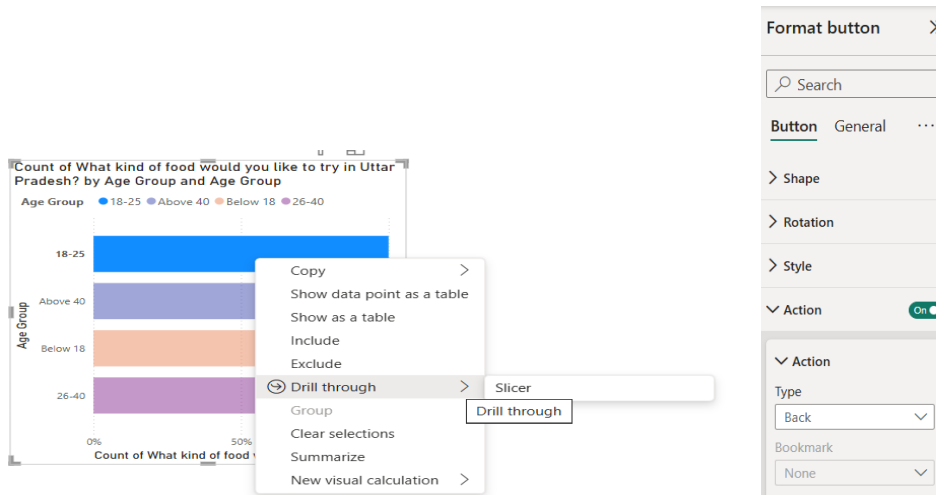 Count of What kind of food would you like to try in Uttar
Pradesh? by Age Group and Age Group
Age Group 18-25 Above 40 Below 18 26-40
Age Group
18-25
Above 40
Below 18
26-40
0% 50%
Count of What kind of food
Copy
Show data point as a table
Show as a table
Include
Exclude
Drill through
Group
Clear selections
Summarize
New visual calculation
Slicer
Drill through
Format button
Search
Button General ...
Shape
Rotation
Style
Action On
Action
Type
Back
Bookmark
None